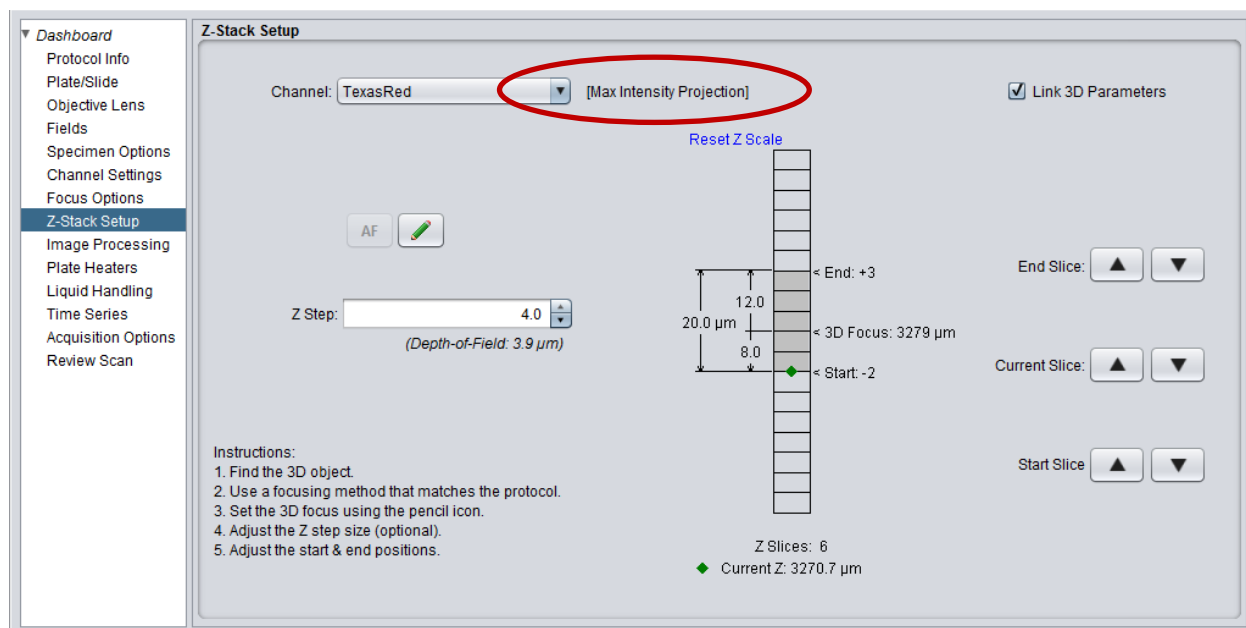 Dashboard
Protocol Info
Plate/Slide
Objective Lens
Fields
Specimen Options
Channel Settings
Focus Options
Z-Stack Setup
Image Processing
Plate Heaters
Liquid Handling
Time Series
Acquisition Options
Review Scan
Z-Stack Setup
Channel: TexasRed [Max Intensity Projection]
Link 3D Parameters
Reset Z Scale
AF
Z Step: 4.0
(Depth-of-Field: 3.9 µm)
< End: +3
12.0
20.0 µm
< 3D Focus: 3279 µm
8.0
< Start: -2
End Slice:
Current Slice:
Start Slice
Instructions:
1. Find the 3D object.
2. Use a focusing method that matches the protocol.
3. Set the 3D focus using the pencil icon.
4. Adjust the Z step size (optional).
5. Adjust the start & end positions.
Z Slices: 6
Current Z: 3270.7 µm